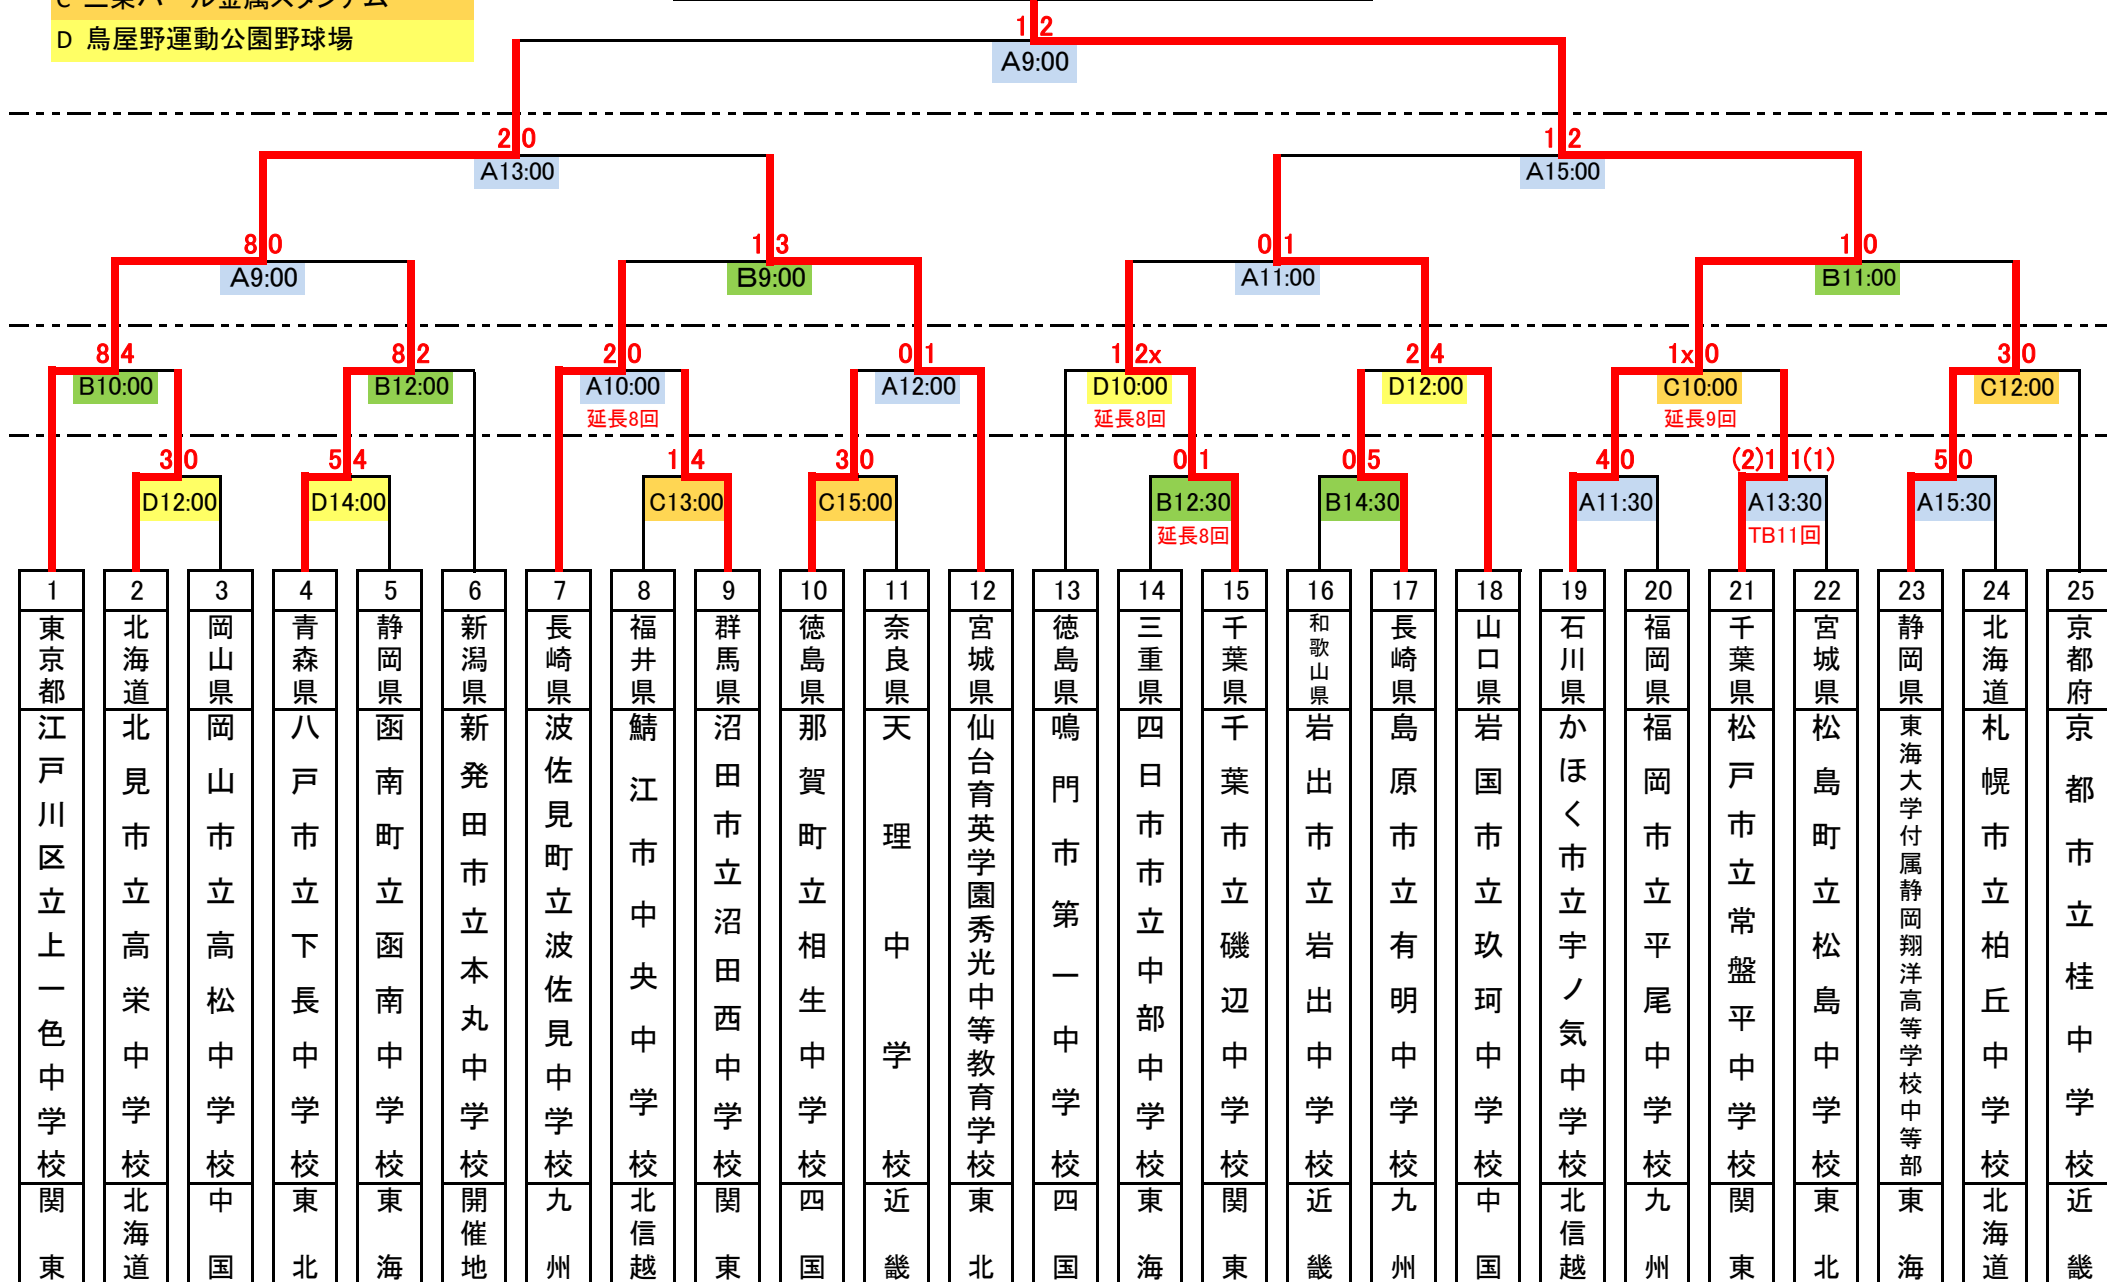 C 三条パール金属スタジアム
D 鳥屋野運動公園野球場
1 2
A9:00
2 0
1 2
A13:00
A15:00
8 0
1 3
0 1
1 0
A9:00
B9:00
A11:00
B11:00
8 4
8 2
2 0
0 1
1 2x
2 4
1x 0
3 0
B10:00
B12:00
A10:00
A12:00
D10:00
D12:00
C10:00
C12:00
延長8回
延長8回
延長9回
3 0
5 4
1 4
3 0
0 1
0 5
4 0
(2)1 1(1)
5 0
D12:00
D14:00
C13:00
C15:00
B12:30
B14:30
A11:30
A13:30
A15:30
延長8回
TB11回
1
東京都
江戸川区立上一色中学校
関東
2
北海道
北見市立高栄中学校
北海道
3
岡山県
岡山市立高松中学校
中国
4
青森県
八戸市立下長中学校
東北
5
静岡県
函南町立函南中学校
東海
6
新潟県
新発田市立本丸中学校
開催地
7
長崎県
波佐見町立波佐見中学校
九州
8
福井県
鯖江市中央中学校
北信越
9
群馬県
沼田市立沼田西中学校
関東
10
徳島県
那賀町立相生中学校
四国
11
奈良県
天理中学校
近畿
12
宮城県
仙台育英学園秀光中等教育学校
東北
13
徳島県
鳴門市第一中学校
四国
14
三重県
四日市市立中部中学校
東海
15
千葉県
千葉市立磯辺中学校
関東
16
和歌山県
岩出市立岩出中学校
近畿
17
長崎県
島原市立有明中学校
九州
18
山口県
岩国市立玖珂中学校
中国
19
石川県
かほく市立宇ノ気中学校
北信越
20
福岡県
福岡市立平尾中学校
九州
21
千葉県
松戸市立常盤平中学校
関東
22
宮城県
松島町立松島中学校
東北
23
静岡県
東海大学付属静岡翔洋高等学校中等部
東海
24
北海道
札幌市立柏丘中学校
北海道
25
京都府
京都市立桂中学校
近畿